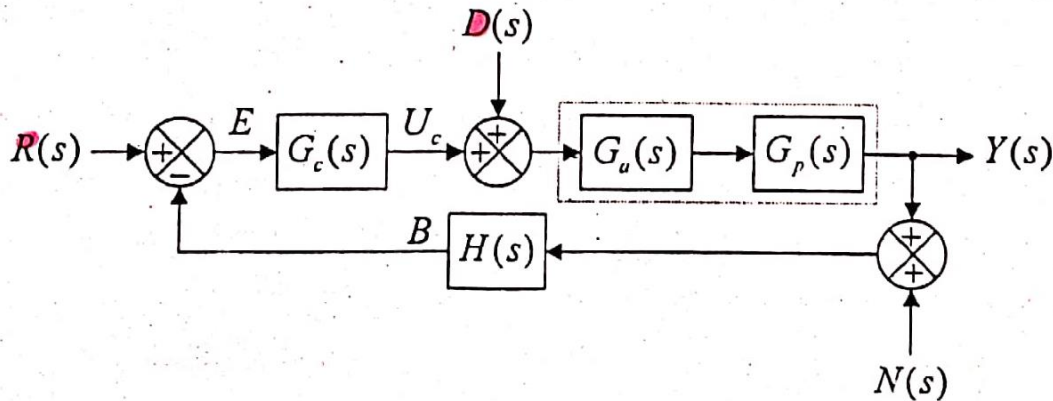 D(s)
R(s) + − E G_c(s) U_c + + G_a(s) G_p(s) Y(s)
B H(s) + +
N(s)